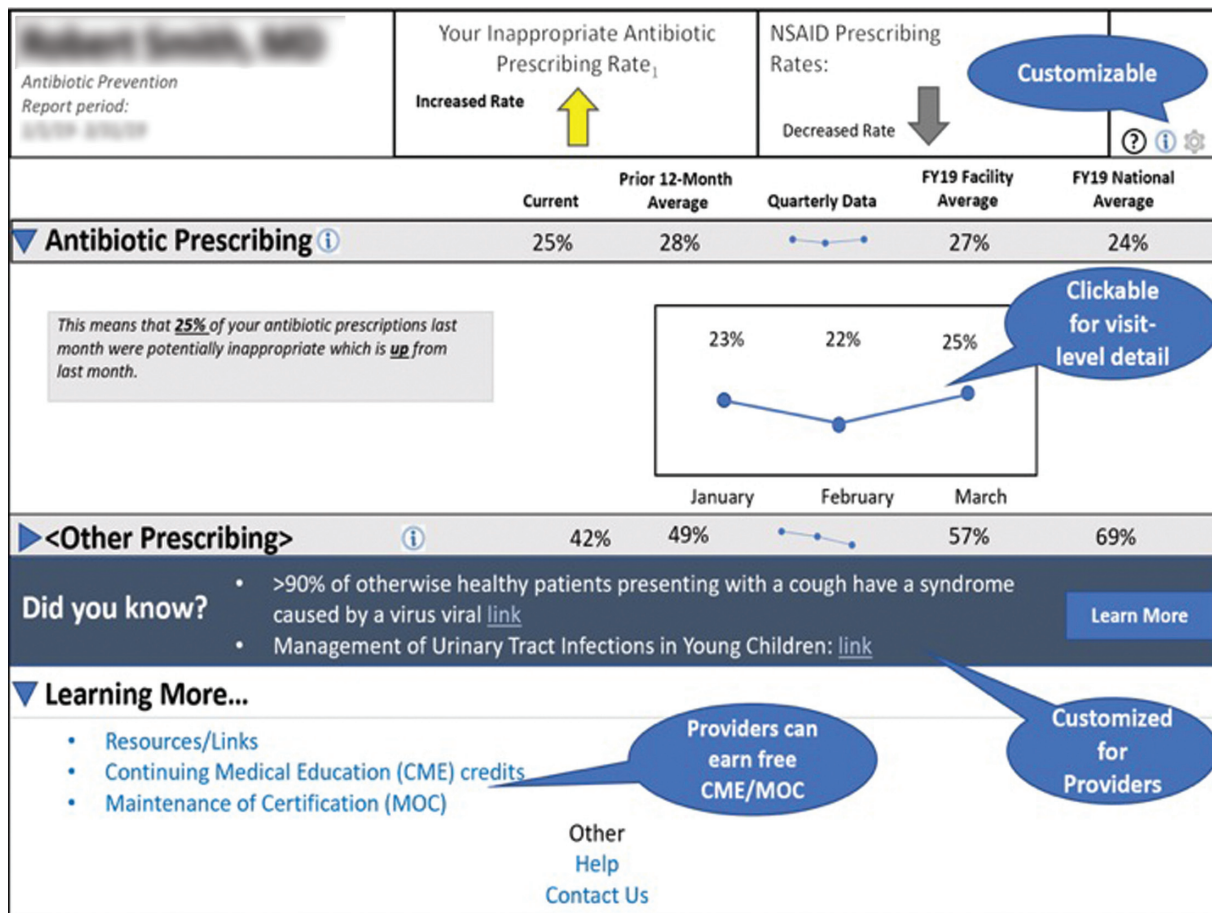 Antibiotic Prevention
Report period:
Your Inappropriate Antibiotic
Prescribing Rate1
Increased Rate
NSAID Prescribing
Rates:
Decreased Rate
Customizable
Current
Prior 12-Month
Average
Quarterly Data
FY19 Facility
Average
FY19 National
Average
Antibiotic Prescribing
25%
28%
27%
24%
This means that 25% of your antibiotic prescriptions last
month were potentially inappropriate which is up from
last month.
23%
22%
25%
January
February
March
Clickable
for visit-
level detail
<Other Prescribing>
42%
49%
57%
69%
Did you know?
• >90% of otherwise healthy patients presenting with a cough have a syndrome
caused by a virus viral link
• Management of Urinary Tract Infections in Young Children: link
Learn More
Learning More...
• Resources/Links
• Continuing Medical Education (CME) credits
• Maintenance of Certification (MOC)
Providers can
earn free
CME/MOC
Customized
for
Providers
Other
Help
Contact Us